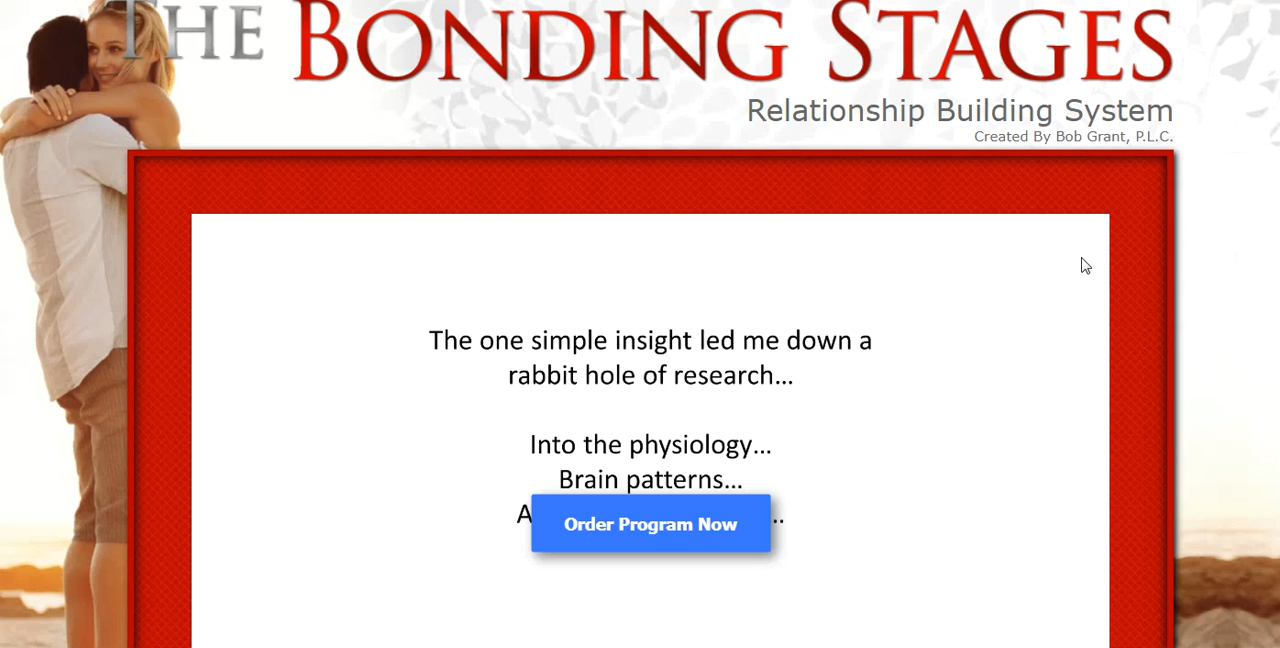 THE BONDING STAGES
Relationship Building System
Created By Bob Grant, P.L.C.
The one simple insight led me down a
rabbit hole of research…
Into the physiology…
Brain patterns…
Order Program Now